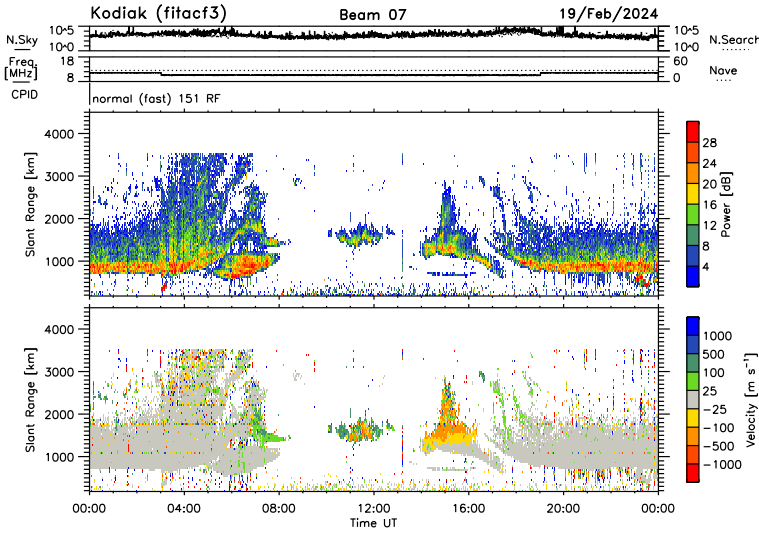 Kodiak (fitacf3) Beam 07 19/Feb/2024
N.Sky 10^5 10^0 10^5 10^0 N.Search
Freq. [MHz] 18 8 60 0 Nave
CPID normal (fast) 151 RF
Slant Range [km] 4000 3000 2000 1000
28 24 20 16 12 8 4 Power [dB]
Slant Range [km] 4000 3000 2000 1000
1000 500 100 25 -25 -100 -500 -1000 Velocity [m s^-1]
00:00 04:00 08:00 12:00 16:00 20:00 00:00
Time UT